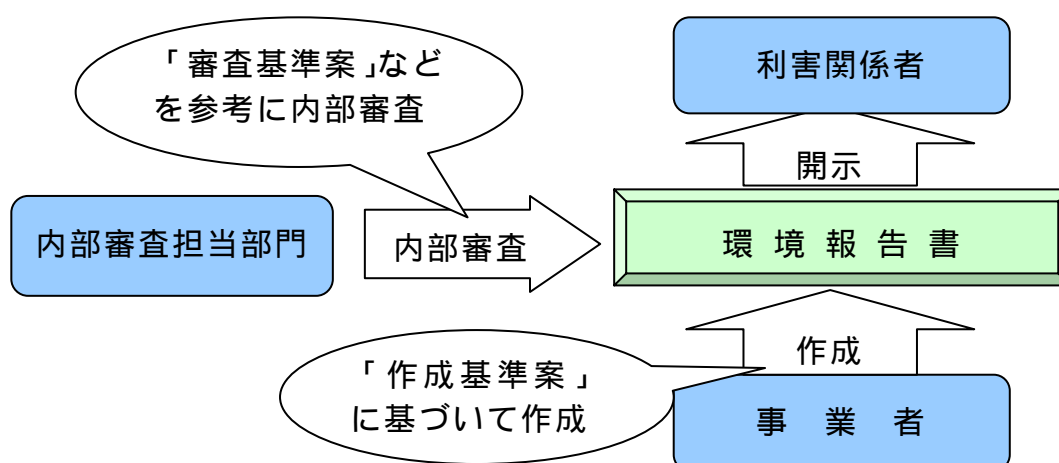 「審査基準案」など
を参考に内部審査
利害関係者
開示
内部審査担当部門
内部審査
環境報告書
作成
「作成基準案」
に基づいて作成
事業者